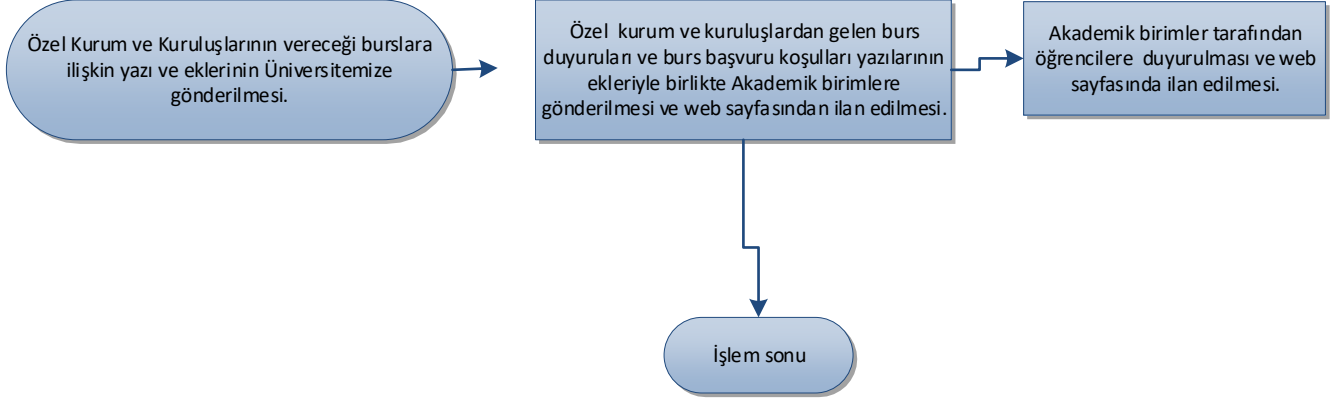 Özel Kurum ve Kuruluşlarının vereceği burslara
ilişkin yazı ve eklerinin Üniversitemize
gönderilmesi.
Özel kurum ve kuruluşlardan gelen burs
duyuruları ve burs başvuru koşulları yazılarının
ekleriyle birlikte Akademik birimlere
gönderilmesi ve web sayfasından ilan edilmesi.
Akademik birimler tarafından
öğrencilere duyurulması ve web
sayfasında ilan edilmesi.
İşlem sonu